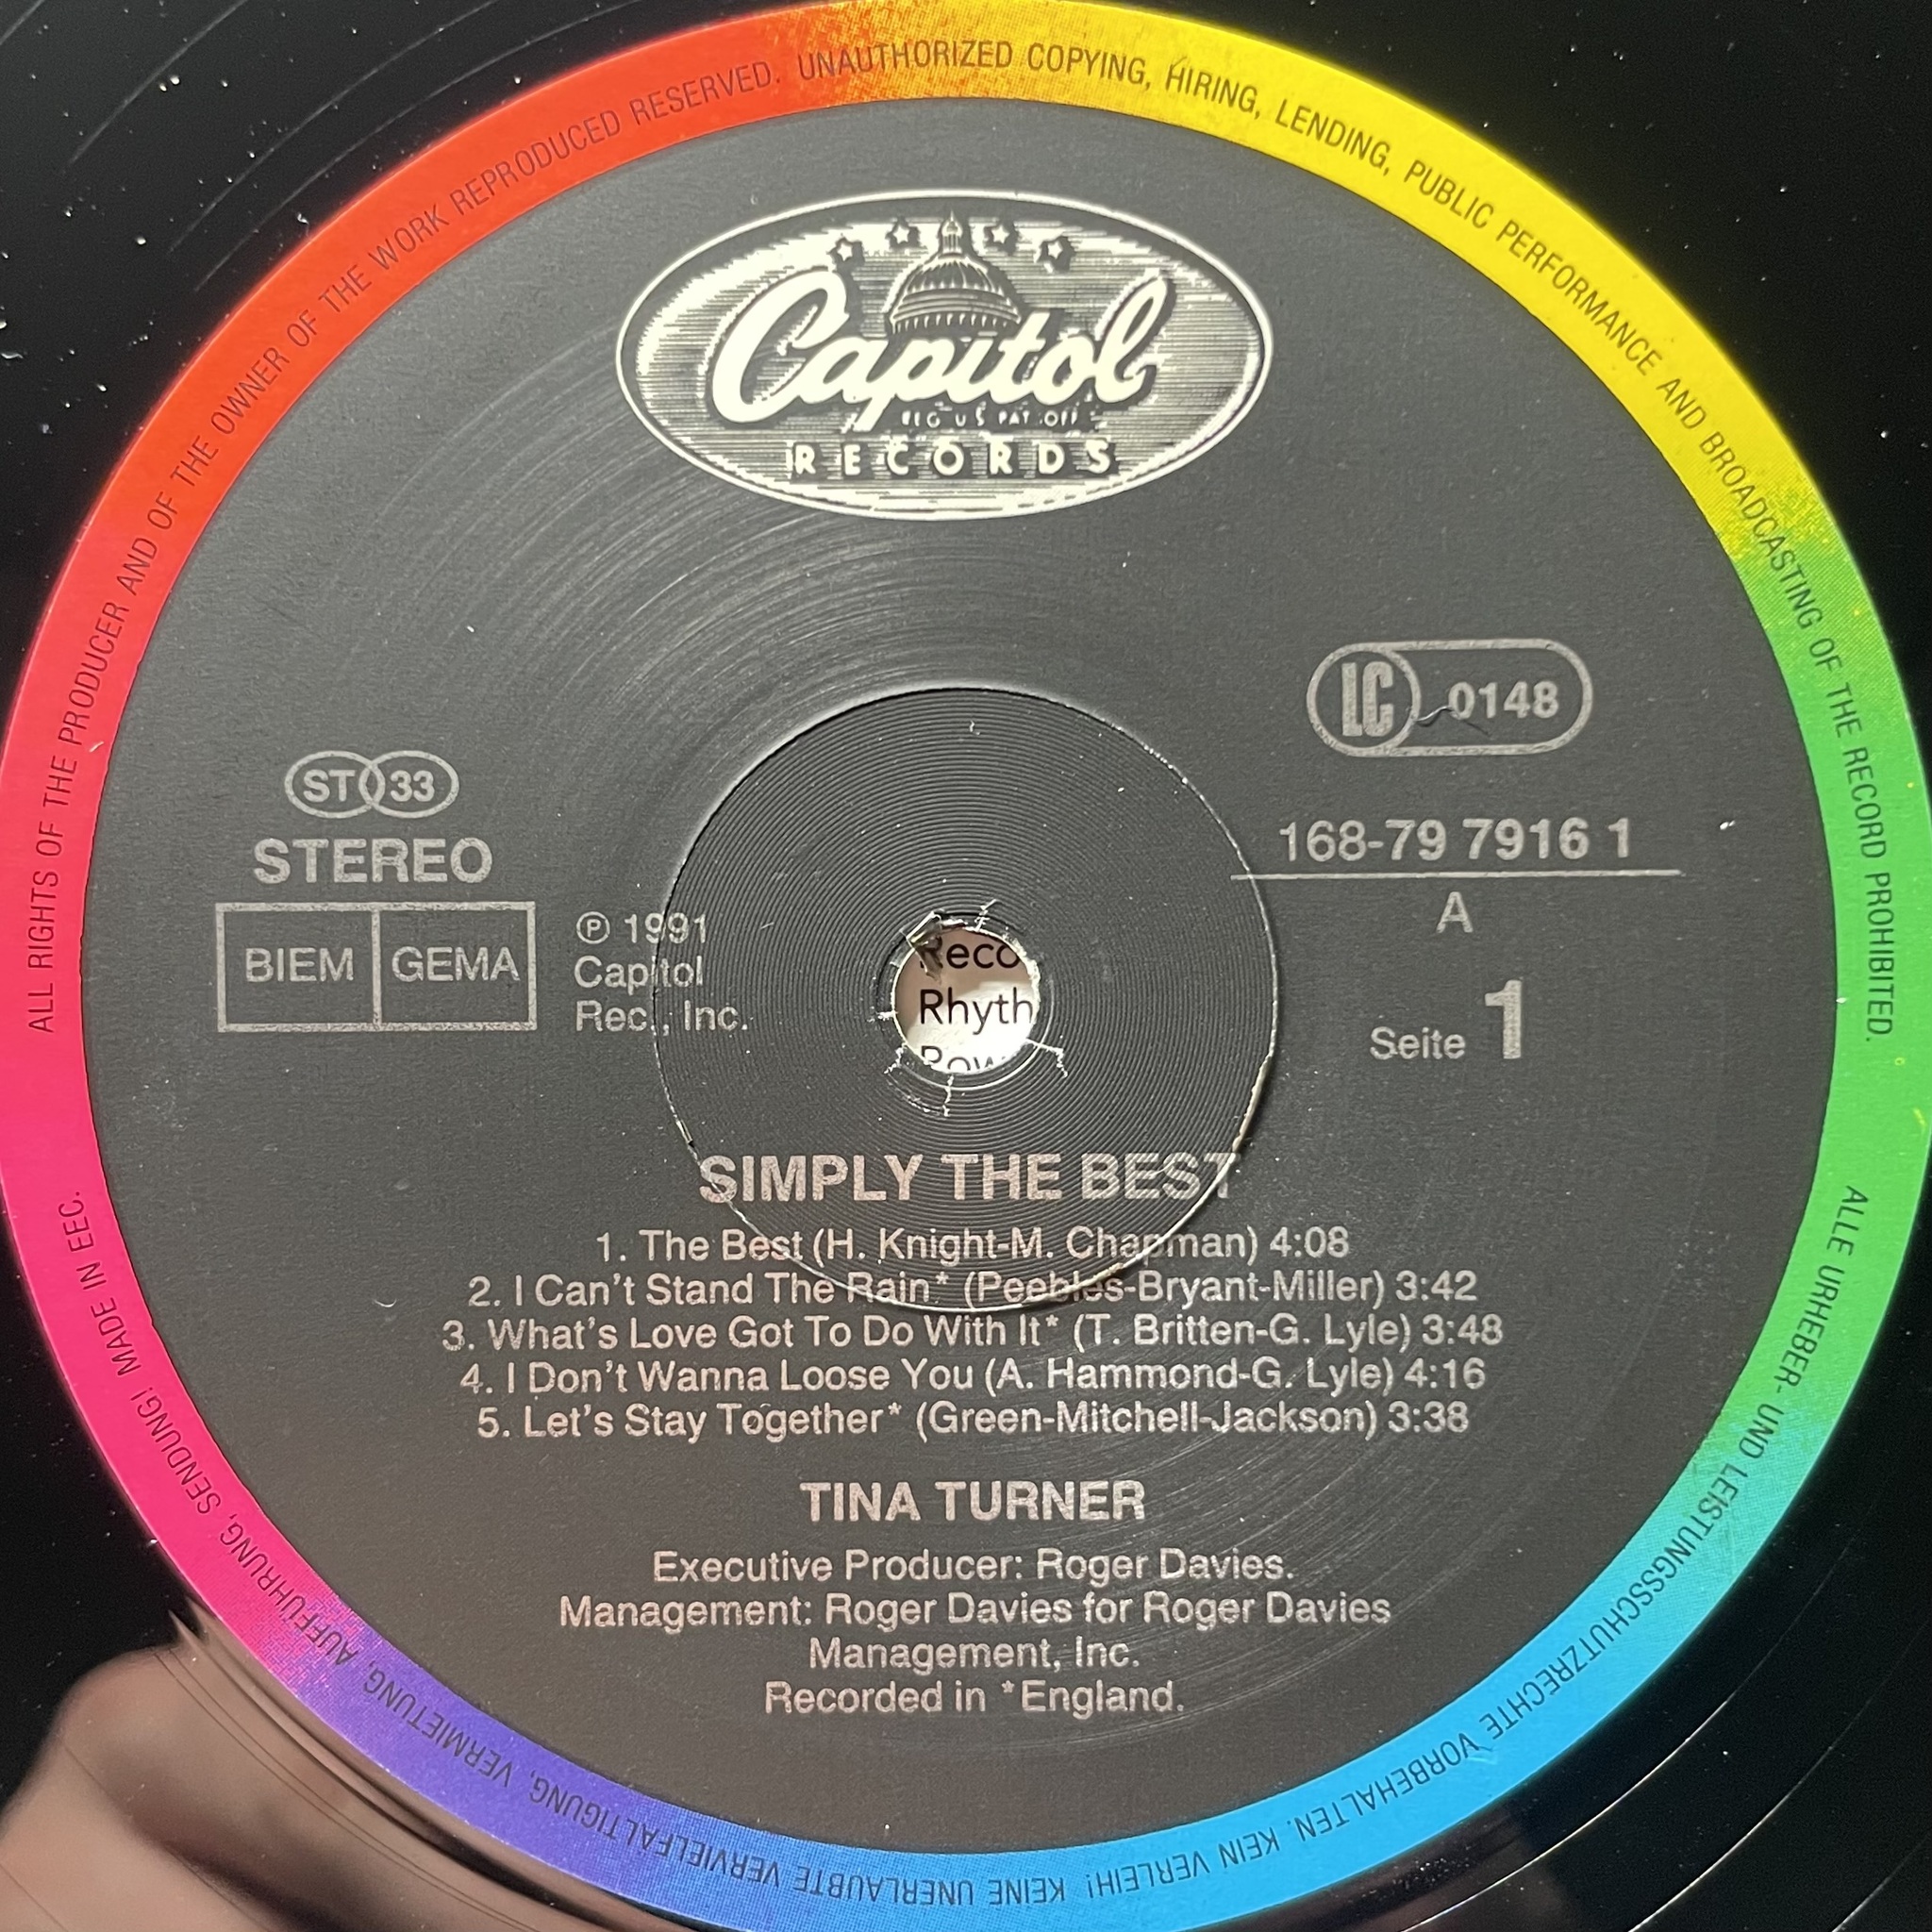 ALL RIGHTS OF THE PRODUCER AND OF THE OWNER OF THE WORK REPRODUCED RESERVED. UNAUTHORIZED COPYING, HIRING, LENDING, PUBLIC PERFORMANCE AND BROADCASTING OF THE RECORD PROHIBITED.
Capitol
REG U.S. PAT. OFF.
RECORDS
LC 0148
ST 33
STEREO
BIEM GEMA
℗ 1991
Capitol
Rec., Inc.
168-79 7916 1
A
Seite 1
Rhyth
SIMPLY THE BEST
1. The Best (H. Knight-M. Chapman) 4:08
2. I Can't Stand The Rain* (Peebles-Bryant-Miller) 3:42
3. What's Love Got To Do With It* (T. Britten-G. Lyle) 3:48
4. I Don't Wanna Loose You (A. Hammond-G. Lyle) 4:16
5. Let's Stay Together* (Green-Mitchell-Jackson) 3:38
TINA TURNER
Executive Producer: Roger Davies.
Management: Roger Davies for Roger Davies
Management, Inc.
Recorded in *England.
ALLE URHEBER- UND LEISTUNGSSCHUTZRECHTE VORBEHALTEN. KEIN VERLEIH! KEINE UNERLAUBTE VERVIELFÄLTIGUNG, VERMIETUNG, AUFFÜHRUNG, SENDUNG! MADE IN EEC.